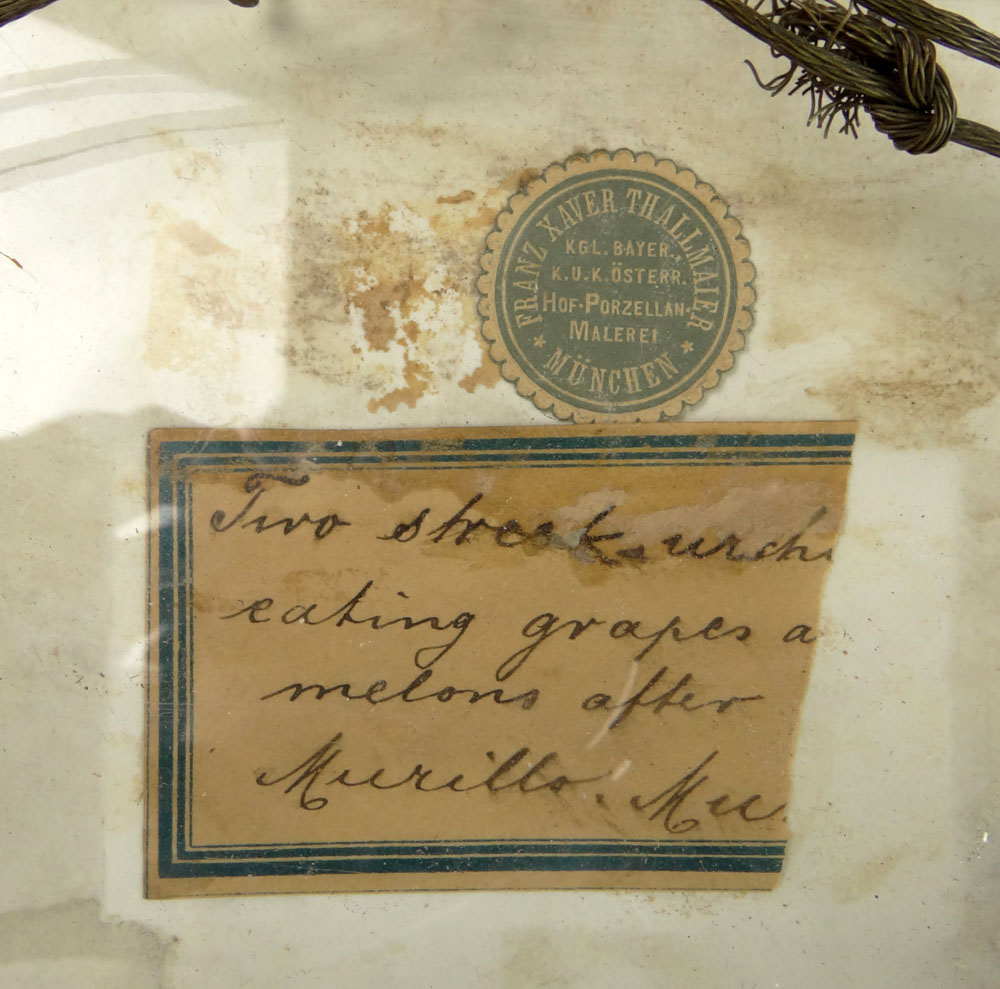 FRANZ XAVER THALLMAIER
KGL. BAYER.
K.U.K. ÖSTERR.
HOF-PORZELLAN-
MALEREI
* MÜNCHEN *
Two street-urchi
eating grapes a
melons after
Murillo. Mu